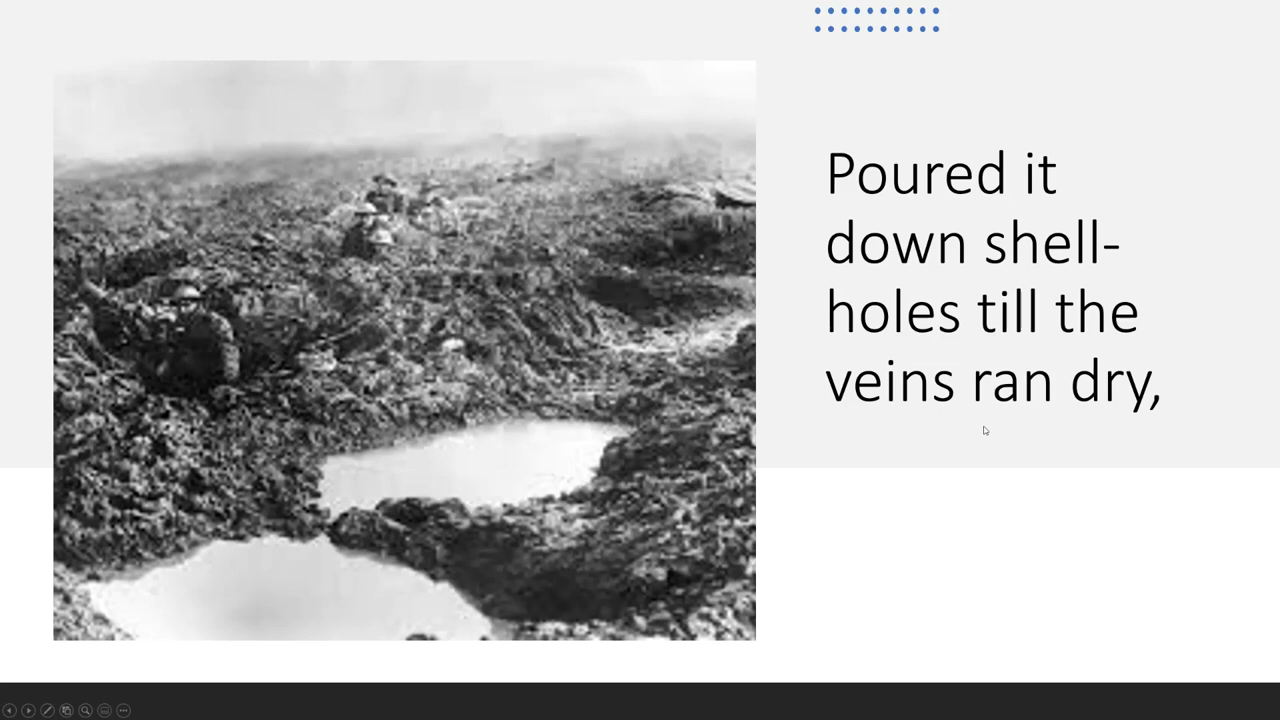 Poured it
down shell-
holes till the
veins ran dry,